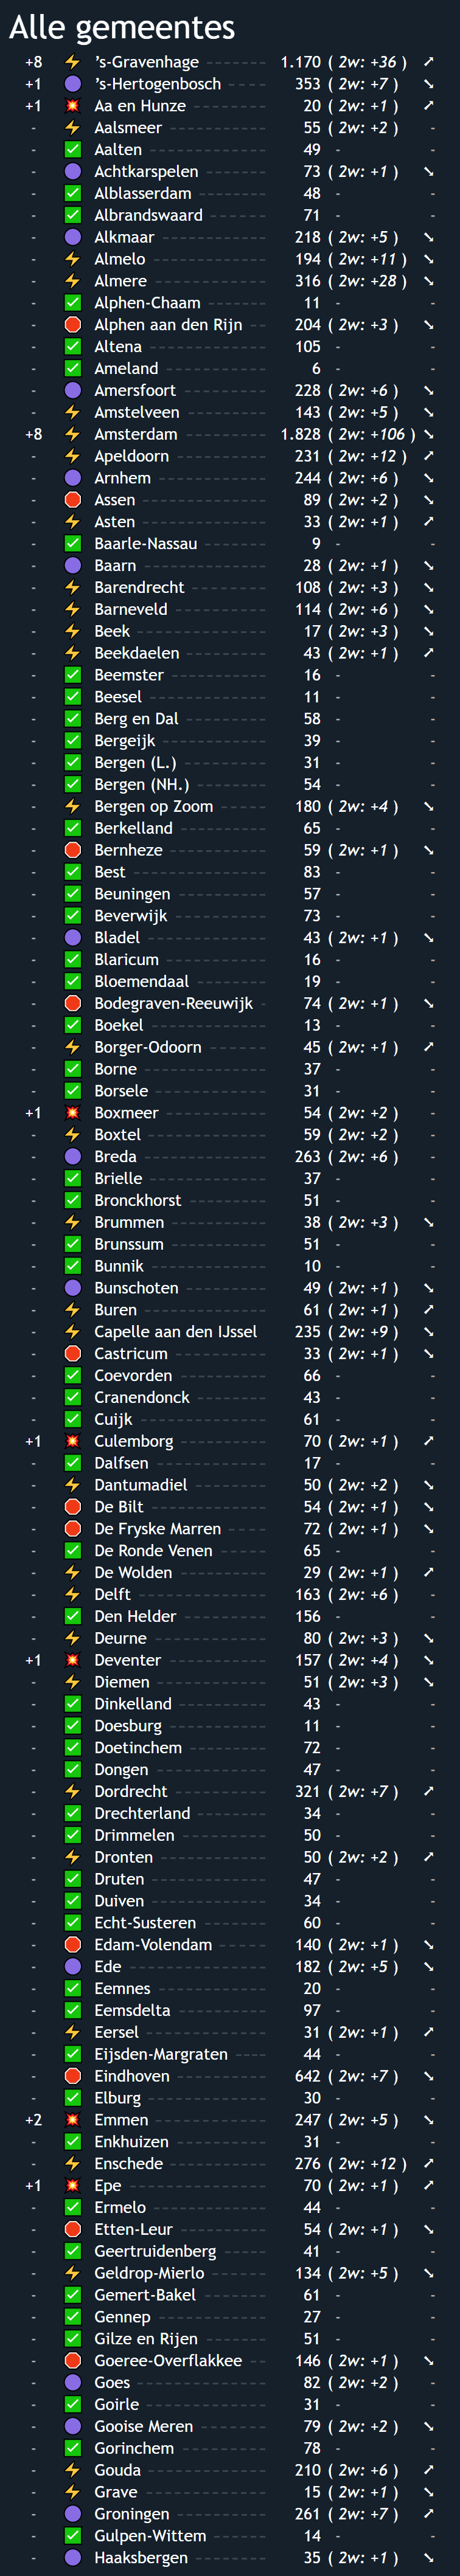 Alle gemeentes
+8 ⚡ ’s-Gravenhage 1.170 ( 2w: +36 ) ➚
+1 🟣 ’s-Hertogenbosch 353 ( 2w: +7 ) ➘
+1 💥 Aa en Hunze 20 ( 2w: +1 ) ➚
- ⚡ Aalsmeer 55 ( 2w: +2 ) -
- ✅ Aalten 49 - -
- 🟣 Achtkarspelen 73 ( 2w: +1 ) ➘
- ✅ Alblasserdam 48 - -
- ✅ Albrandswaard 71 - -
- 🟣 Alkmaar 218 ( 2w: +5 ) ➘
- ⚡ Almelo 194 ( 2w: +11 ) ➘
- ⚡ Almere 316 ( 2w: +28 ) ➘
- ✅ Alphen-Chaam 11 - -
- 🛑 Alphen aan den Rijn 204 ( 2w: +3 ) ➘
- ✅ Altena 105 - -
- ✅ Ameland 6 - -
- 🟣 Amersfoort 228 ( 2w: +6 ) ➘
- ⚡ Amstelveen 143 ( 2w: +5 ) ➘
+8 ⚡ Amsterdam 1.828 ( 2w: +106 ) ➘
- ⚡ Apeldoorn 231 ( 2w: +12 ) ➚
- 🟣 Arnhem 244 ( 2w: +6 ) ➘
- 🛑 Assen 89 ( 2w: +2 ) ➘
- ⚡ Asten 33 ( 2w: +1 ) ➚
- ✅ Baarle-Nassau 9 - -
- 🟣 Baarn 28 ( 2w: +1 ) ➘
- ⚡ Barendrecht 108 ( 2w: +3 ) ➘
- ⚡ Barneveld 114 ( 2w: +6 ) ➘
- ⚡ Beek 17 ( 2w: +3 ) ➘
- ⚡ Beekdaelen 43 ( 2w: +1 ) ➚
- ✅ Beemster 16 - -
- ✅ Beesel 11 - -
- ✅ Berg en Dal 58 - -
- ✅ Bergeijk 39 - -
- ✅ Bergen (L.) 31 - -
- ✅ Bergen (NH.) 54 - -
- ⚡ Bergen op Zoom 180 ( 2w: +4 ) ➘
- ✅ Berkelland 65 - -
- 🛑 Bernheze 59 ( 2w: +1 ) ➘
- ✅ Best 83 - -
- ✅ Beuningen 57 - -
- ✅ Beverwijk 73 - -
- 🟣 Bladel 43 ( 2w: +1 ) ➘
- ✅ Blaricum 16 - -
- ✅ Bloemendaal 19 - -
- 🛑 Bodegraven-Reeuwijk 74 ( 2w: +1 ) ➘
- ✅ Boekel 13 - -
- ⚡ Borger-Odoorn 45 ( 2w: +1 ) ➚
- ✅ Borne 37 - -
- ✅ Borsele 31 - -
+1 💥 Boxmeer 54 ( 2w: +2 ) -
- ⚡ Boxtel 59 ( 2w: +2 ) -
- 🟣 Breda 263 ( 2w: +6 ) -
- ✅ Brielle 37 - -
- ✅ Bronckhorst 51 - -
- ⚡ Brummen 38 ( 2w: +3 ) ➘
- ✅ Brunssum 51 - -
- ✅ Bunnik 10 - -
- 🟣 Bunschoten 49 ( 2w: +1 ) ➘
- ⚡ Buren 61 ( 2w: +1 ) ➚
- ⚡ Capelle aan den IJssel 235 ( 2w: +9 ) ➘
- 🛑 Castricum 33 ( 2w: +1 ) ➘
- ✅ Coevorden 66 - -
- ✅ Cranendonck 43 - -
- ✅ Cuijk 61 - -
+1 💥 Culemborg 70 ( 2w: +1 ) ➚
- ✅ Dalfsen 17 - -
- ⚡ Dantumadiel 50 ( 2w: +2 ) ➘
- 🛑 De Bilt 54 ( 2w: +1 ) ➘
- 🛑 De Fryske Marren 72 ( 2w: +1 ) ➘
- ✅ De Ronde Venen 65 - -
- ⚡ De Wolden 29 ( 2w: +1 ) ➚
- ⚡ Delft 163 ( 2w: +6 ) -
- ✅ Den Helder 156 - -
- ⚡ Deurne 80 ( 2w: +3 ) ➘
+1 💥 Deventer 157 ( 2w: +4 ) ➘
- ⚡ Diemen 51 ( 2w: +3 ) ➘
- ✅ Dinkelland 43 - -
- ✅ Doesburg 11 - -
- ✅ Doetinchem 72 - -
- ✅ Dongen 47 - -
- ⚡ Dordrecht 321 ( 2w: +7 ) ➚
- ✅ Drechterland 34 - -
- ✅ Drimmelen 50 - -
- ⚡ Dronten 50 ( 2w: +2 ) ➚
- ✅ Druten 47 - -
- ✅ Duiven 34 - -
- ✅ Echt-Susteren 60 - -
- 🛑 Edam-Volendam 140 ( 2w: +1 ) ➘
- 🟣 Ede 182 ( 2w: +5 ) ➘
- ✅ Eemnes 20 - -
- ✅ Eemsdelta 97 - -
- ⚡ Eersel 31 ( 2w: +1 ) ➚
- ✅ Eijsden-Margraten 44 - -
- 🛑 Eindhoven 642 ( 2w: +7 ) ➘
- ✅ Elburg 30 - -
+2 💥 Emmen 247 ( 2w: +5 ) ➘
- ✅ Enkhuizen 31 - -
- ⚡ Enschede 276 ( 2w: +12 ) ➚
+1 💥 Epe 70 ( 2w: +1 ) ➚
- ✅ Ermelo 44 - -
- 🛑 Etten-Leur 54 ( 2w: +1 ) ➘
- ✅ Geertruidenberg 41 - -
- ⚡ Geldrop-Mierlo 134 ( 2w: +5 ) ➘
- ✅ Gemert-Bakel 61 - -
- ✅ Gennep 27 - -
- ✅ Gilze en Rijen 51 - -
- 🛑 Goeree-Overflakkee 146 ( 2w: +1 ) ➘
- 🟣 Goes 82 ( 2w: +2 ) -
- ✅ Goirle 31 - -
- 🟣 Gooise Meren 79 ( 2w: +2 ) ➘
- ✅ Gorinchem 78 - -
- ⚡ Gouda 210 ( 2w: +6 ) ➚
- ⚡ Grave 15 ( 2w: +1 ) ➘
- 🟣 Groningen 261 ( 2w: +7 ) ➚
- ✅ Gulpen-Wittem 14 - -
- 🟣 Haaksbergen 35 ( 2w: +1 ) ➘